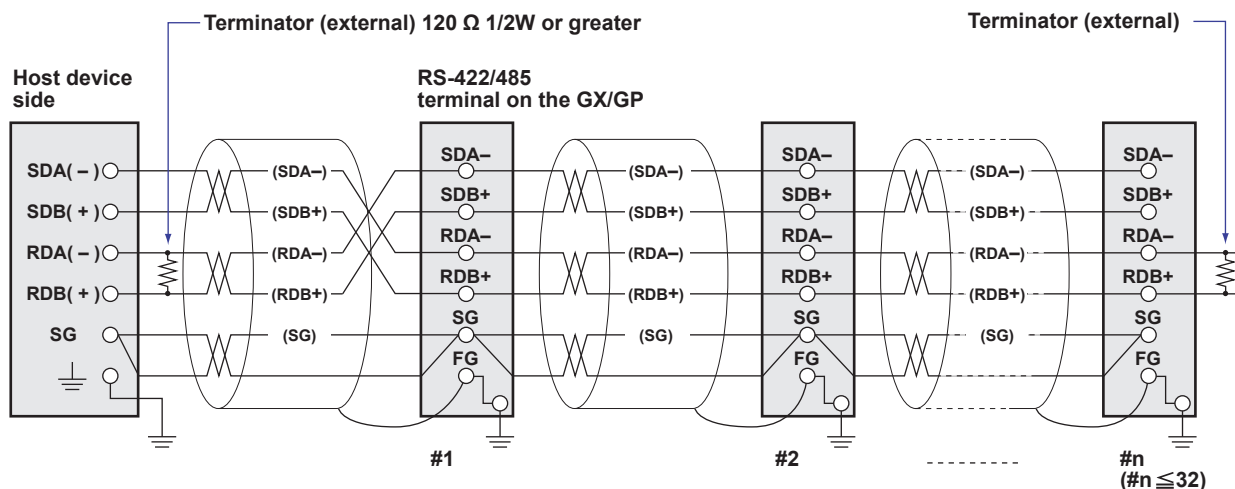 Terminator (external) 120 Ω 1/2W or greater
Terminator (external)
Host device
side
RS-422/485
terminal on the GX/GP
SDA( − )
SDB( + )
RDA( − )
RDB( + )
SG
(SDA−)
(SDB+)
(RDA−)
(RDB+)
(SG)
SDA−
SDB+
RDA−
RDB+
SG
FG
#1
(SDA−)
(SDB+)
(RDA−)
(RDB+)
(SG)
SDA−
SDB+
RDA−
RDB+
SG
FG
#2
(SDA−)
(SDB+)
(RDA−)
(RDB+)
(SG)
SDA−
SDB+
RDA−
RDB+
SG
FG
#n
(#n ≦ 32)